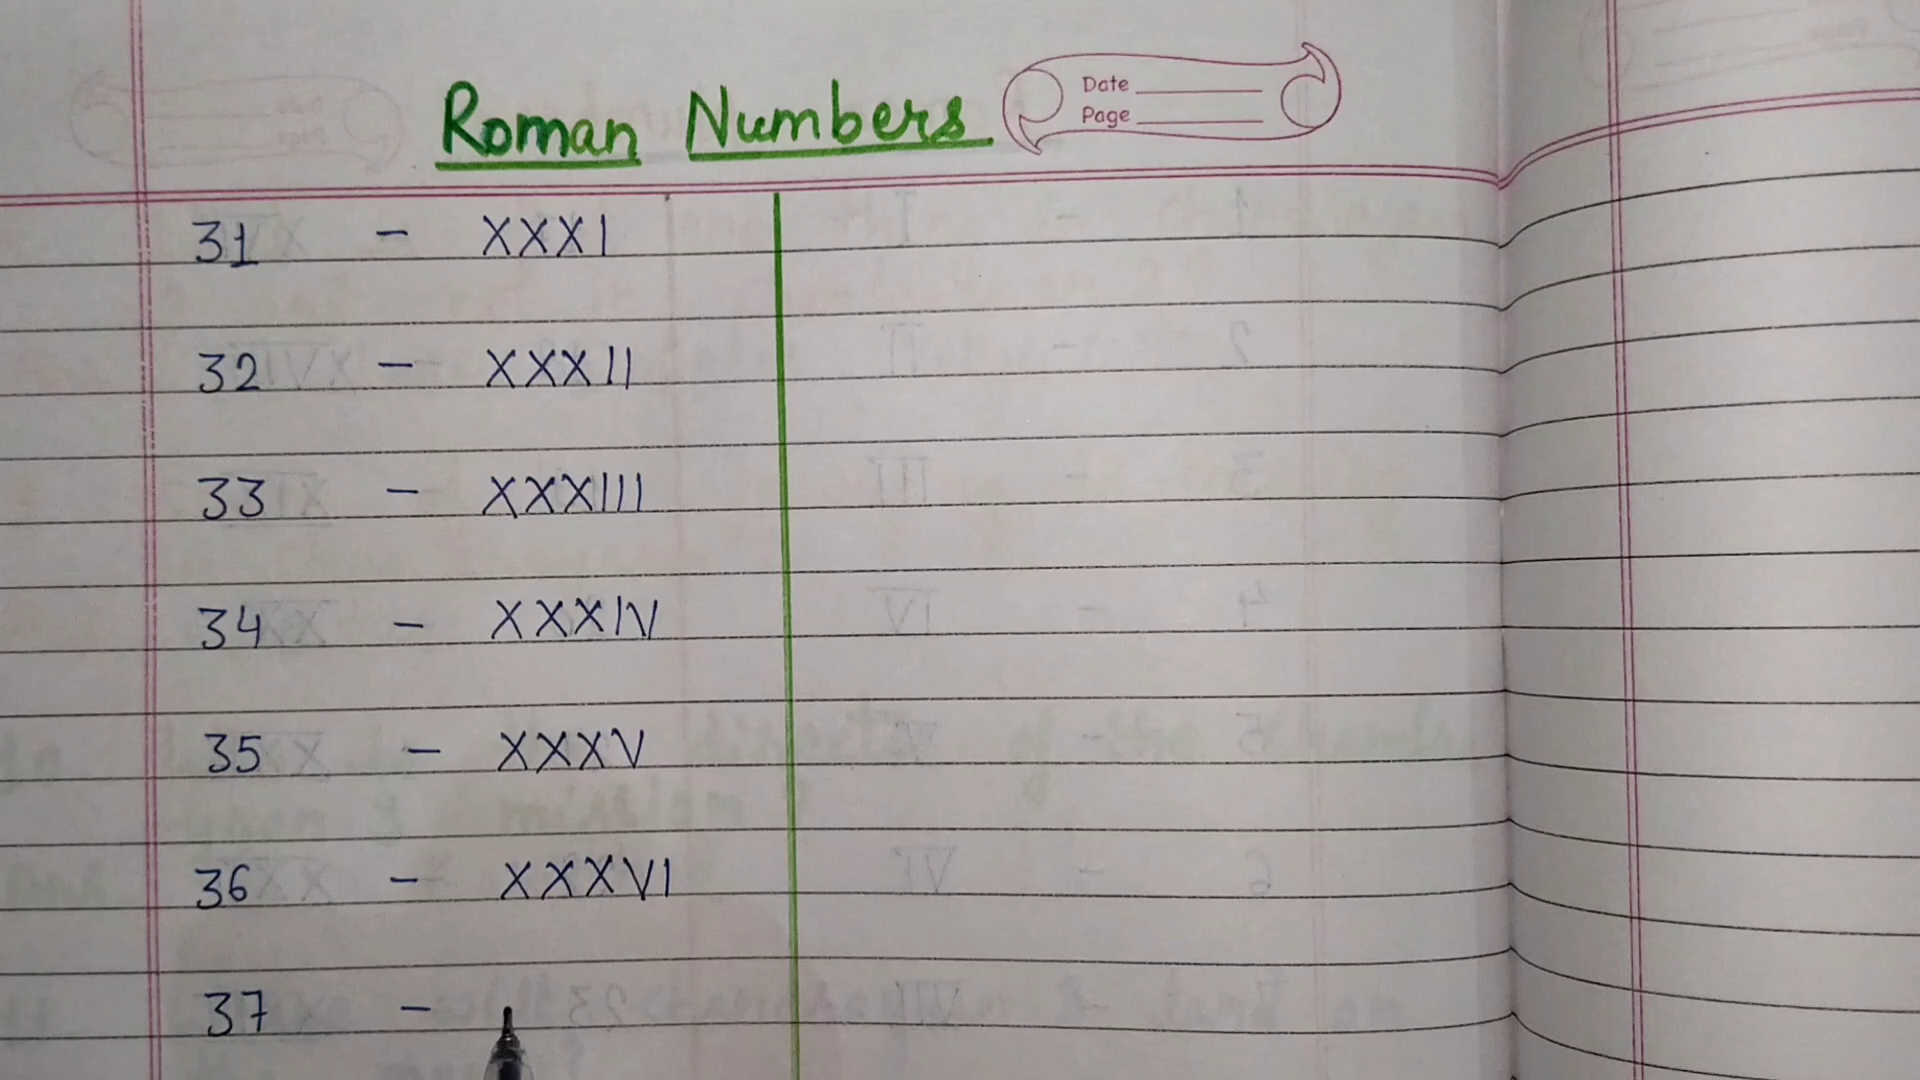 Roman Numbers
Date
Page
31 - XXXI
32 - XXXII
33 - XXXIII
34 - XXXIV
35 - XXXV
36 - XXXVI
37 -